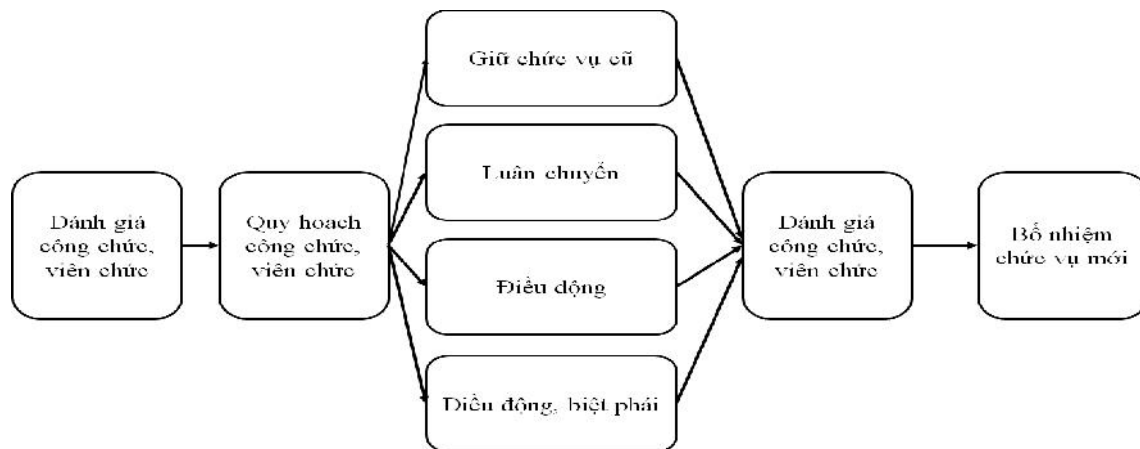 Đánh giá
công chức,
viên chức
Quy hoạch
công chức,
viên chức
Giữ chức vụ cũ
Luân chuyển
Điều động
Điều động, biệt phái
Đánh giá
công chức,
viên chức
Bổ nhiệm
chức vụ mới